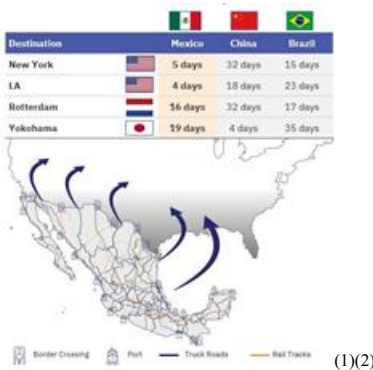 Destination Mexico China Brazil
New York 5 days 32 days 15 days
LA 4 days 18 days 23 days
Rotterdam 16 days 32 days 17 days
Yokohama 19 days 4 days 35 days
Border Crossing Port Truck Roads Rail Tracks
(1)(2)